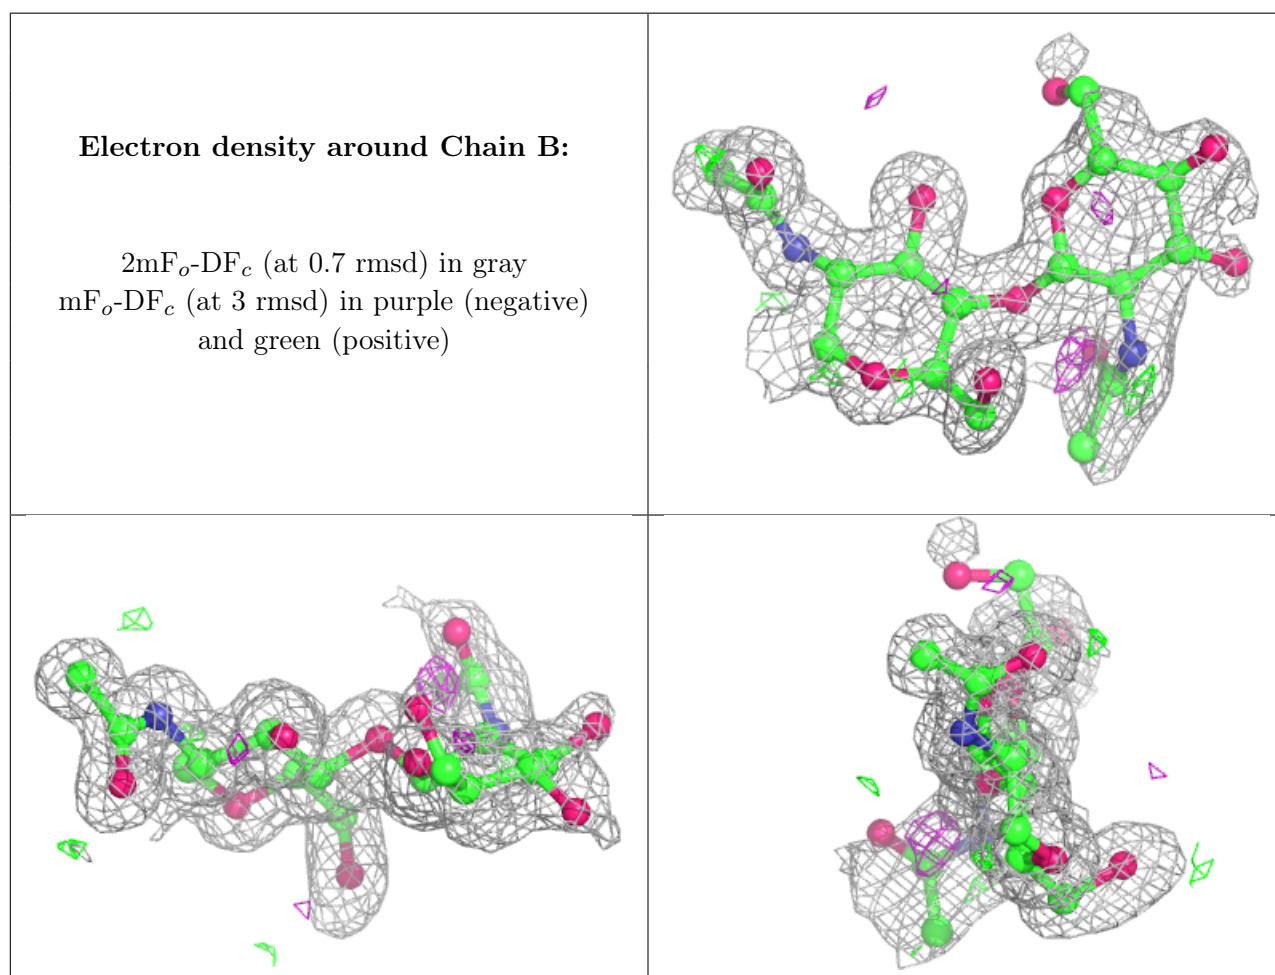 Electron density around Chain B:
2mFₒ-DF𝒸 (at 0.7 rmsd) in gray
mFₒ-DF𝒸 (at 3 rmsd) in purple (negative)
and green (positive)